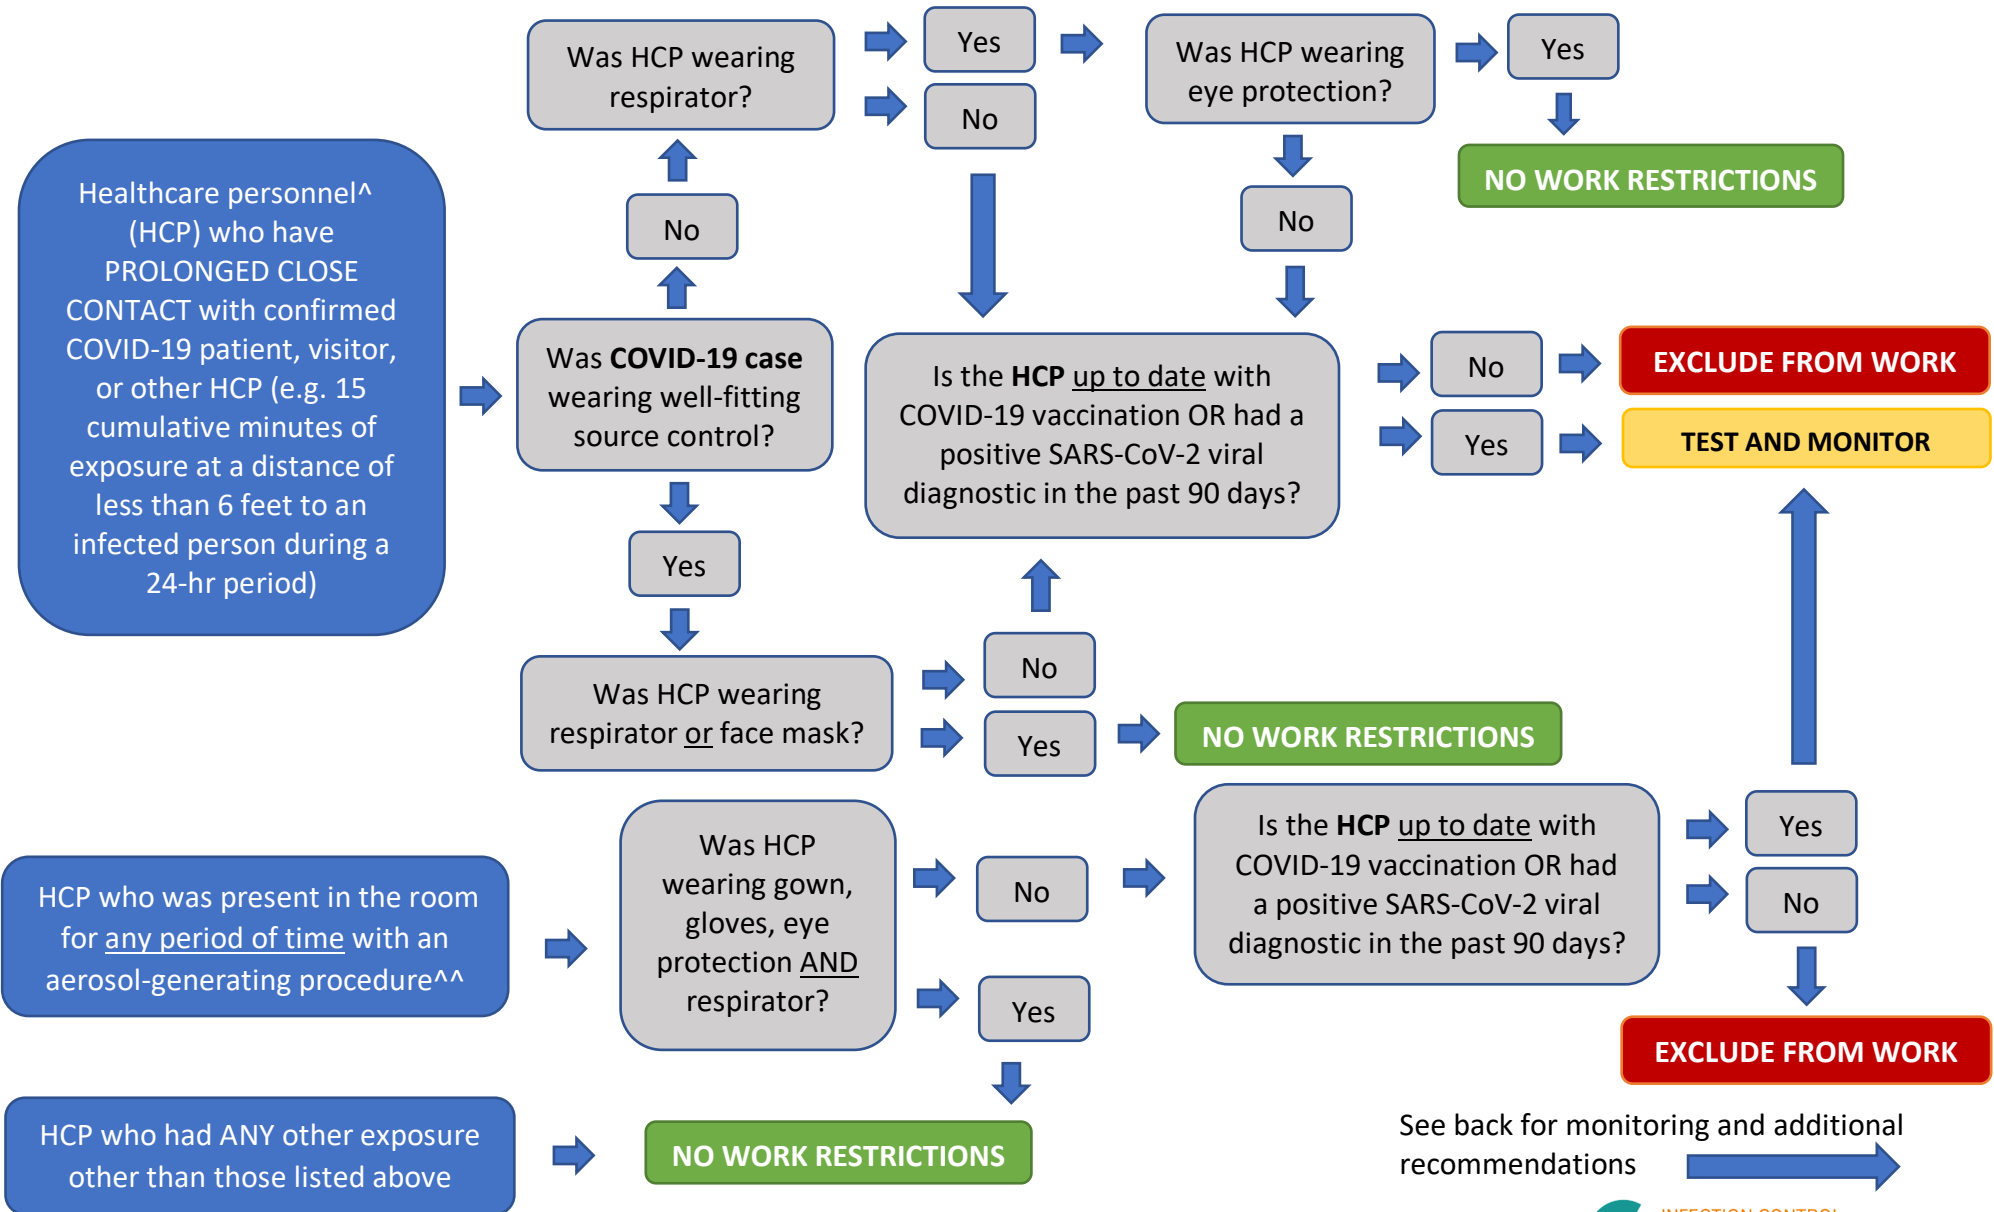 Was HCP wearing
respirator?
Yes
No
Was HCP wearing
eye protection?
Yes
NO WORK RESTRICTIONS
No
No
Healthcare personnel^
(HCP) who have
PROLONGED CLOSE
CONTACT with confirmed
COVID-19 patient, visitor,
or other HCP (e.g. 15
cumulative minutes of
exposure at a distance of
less than 6 feet to an
infected person during a
24-hr period)
Was COVID-19 case
wearing well-fitting
source control?
Is the HCP up to date with
COVID-19 vaccination OR had a
positive SARS-CoV-2 viral
diagnostic in the past 90 days?
No
EXCLUDE FROM WORK
Yes
TEST AND MONITOR
Yes
Was HCP wearing
respirator or face mask?
No
Yes
NO WORK RESTRICTIONS
HCP who was present in the room
for any period of time with an
aerosol-generating procedure^^
Was HCP
wearing gown,
gloves, eye
protection AND
respirator?
No
Yes
Is the HCP up to date with
COVID-19 vaccination OR had
a positive SARS-CoV-2 viral
diagnostic in the past 90 days?
Yes
No
EXCLUDE FROM WORK
HCP who had ANY other exposure
other than those listed above
NO WORK RESTRICTIONS
See back for monitoring and additional
recommendations
INFECTION CONTROL